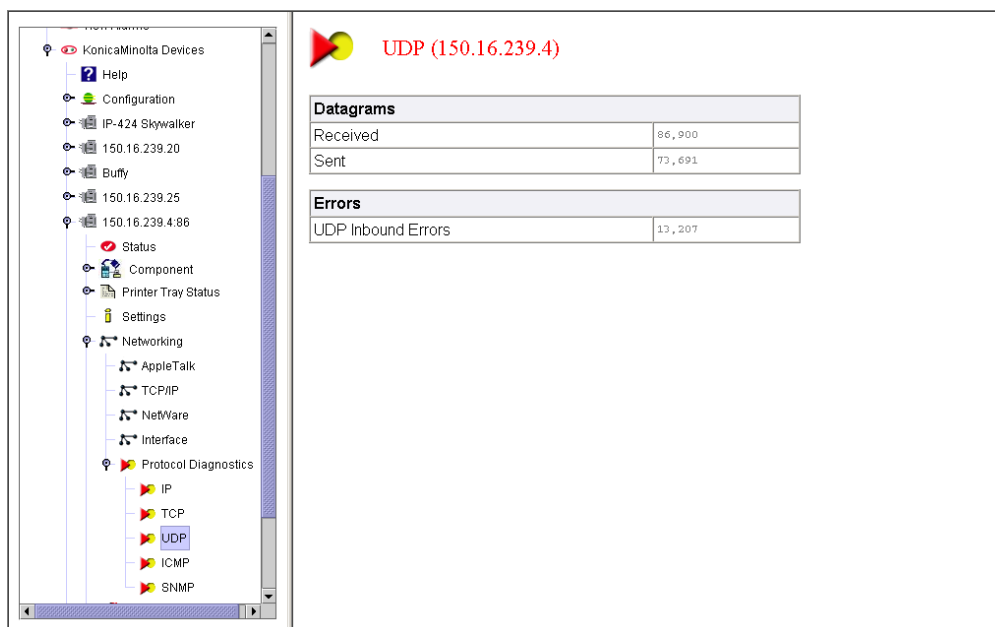 KonicaMinolta Devices
Help
Configuration
IP-424 Skywalker
150.16.239.20
Buffy
150.16.239.25
150.16.239.4:86
Status
Component
Printer Tray Status
Settings
Networking
AppleTalk
TCP/IP
NetWare
Interface
Protocol Diagnostics
IP
TCP
UDP
ICMP
SNMP
UDP (150.16.239.4)
Datagrams
Received 86,900
Sent 73,691
Errors
UDP Inbound Errors 13,207